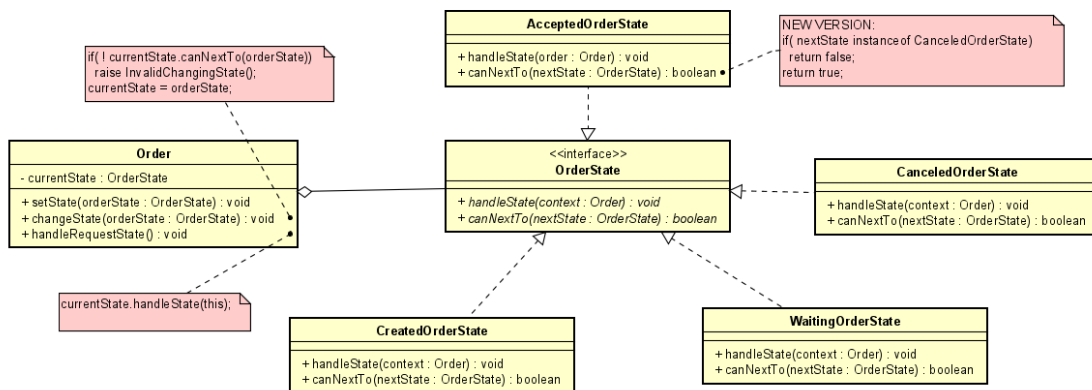 AcceptedOrderState
+ handleState(order : Order) : void
+ canNextTo(nextState : OrderState) : boolean
NEW VERSION:
if( nextState instanceof CanceledOrderState)
return false;
return true;
if( ! currentState.canNextTo(orderState))
raise InvalidChangingState();
currentState = orderState;
Order
- currentState : OrderState
+ setState(orderState : OrderState) : void
+ changeState(orderState : OrderState) : void
+ handleRequestState() : void
<<interface>>
OrderState
+ handleState(context : Order) : void
+ canNextTo(nextState : OrderState) : boolean
CanceledOrderState
+ handleState(context : Order) : void
+ canNextTo(nextState : OrderState) : boolean
currentState.handleState(this);
CreatedOrderState
+ handleState(context : Order) : void
+ canNextTo(nextState : OrderState) : boolean
WaitingOrderState
+ handleState(context : Order) : void
+ canNextTo(nextState : OrderState) : boolean